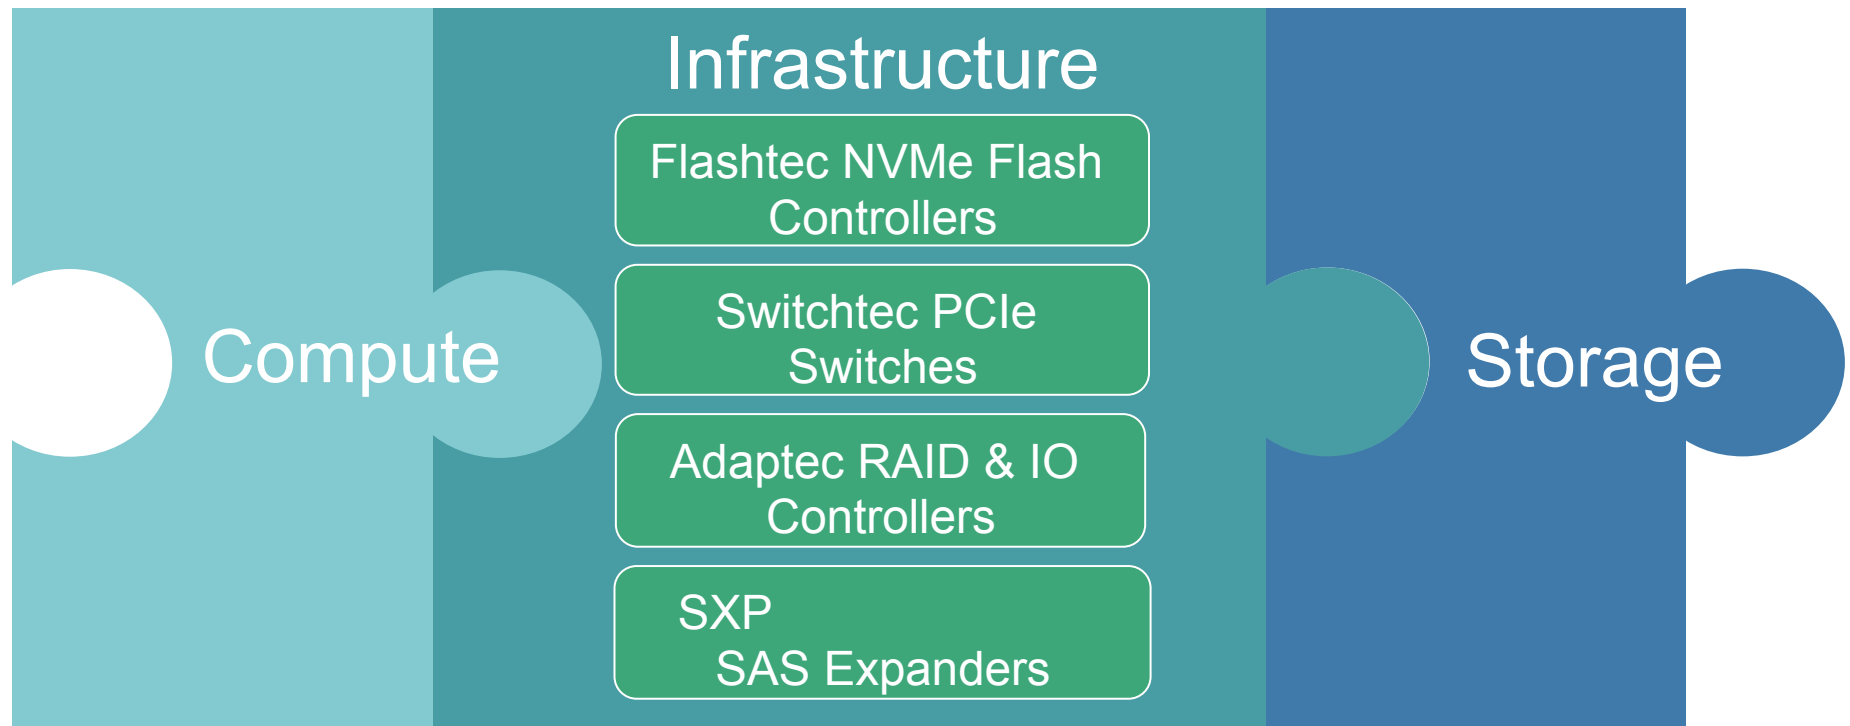 Infrastructure
Flashtec NVMe Flash
Controllers
Switchtec PCIe
Switches
Compute
Storage
Adaptec RAID & IO
Controllers
SXP
SAS Expanders